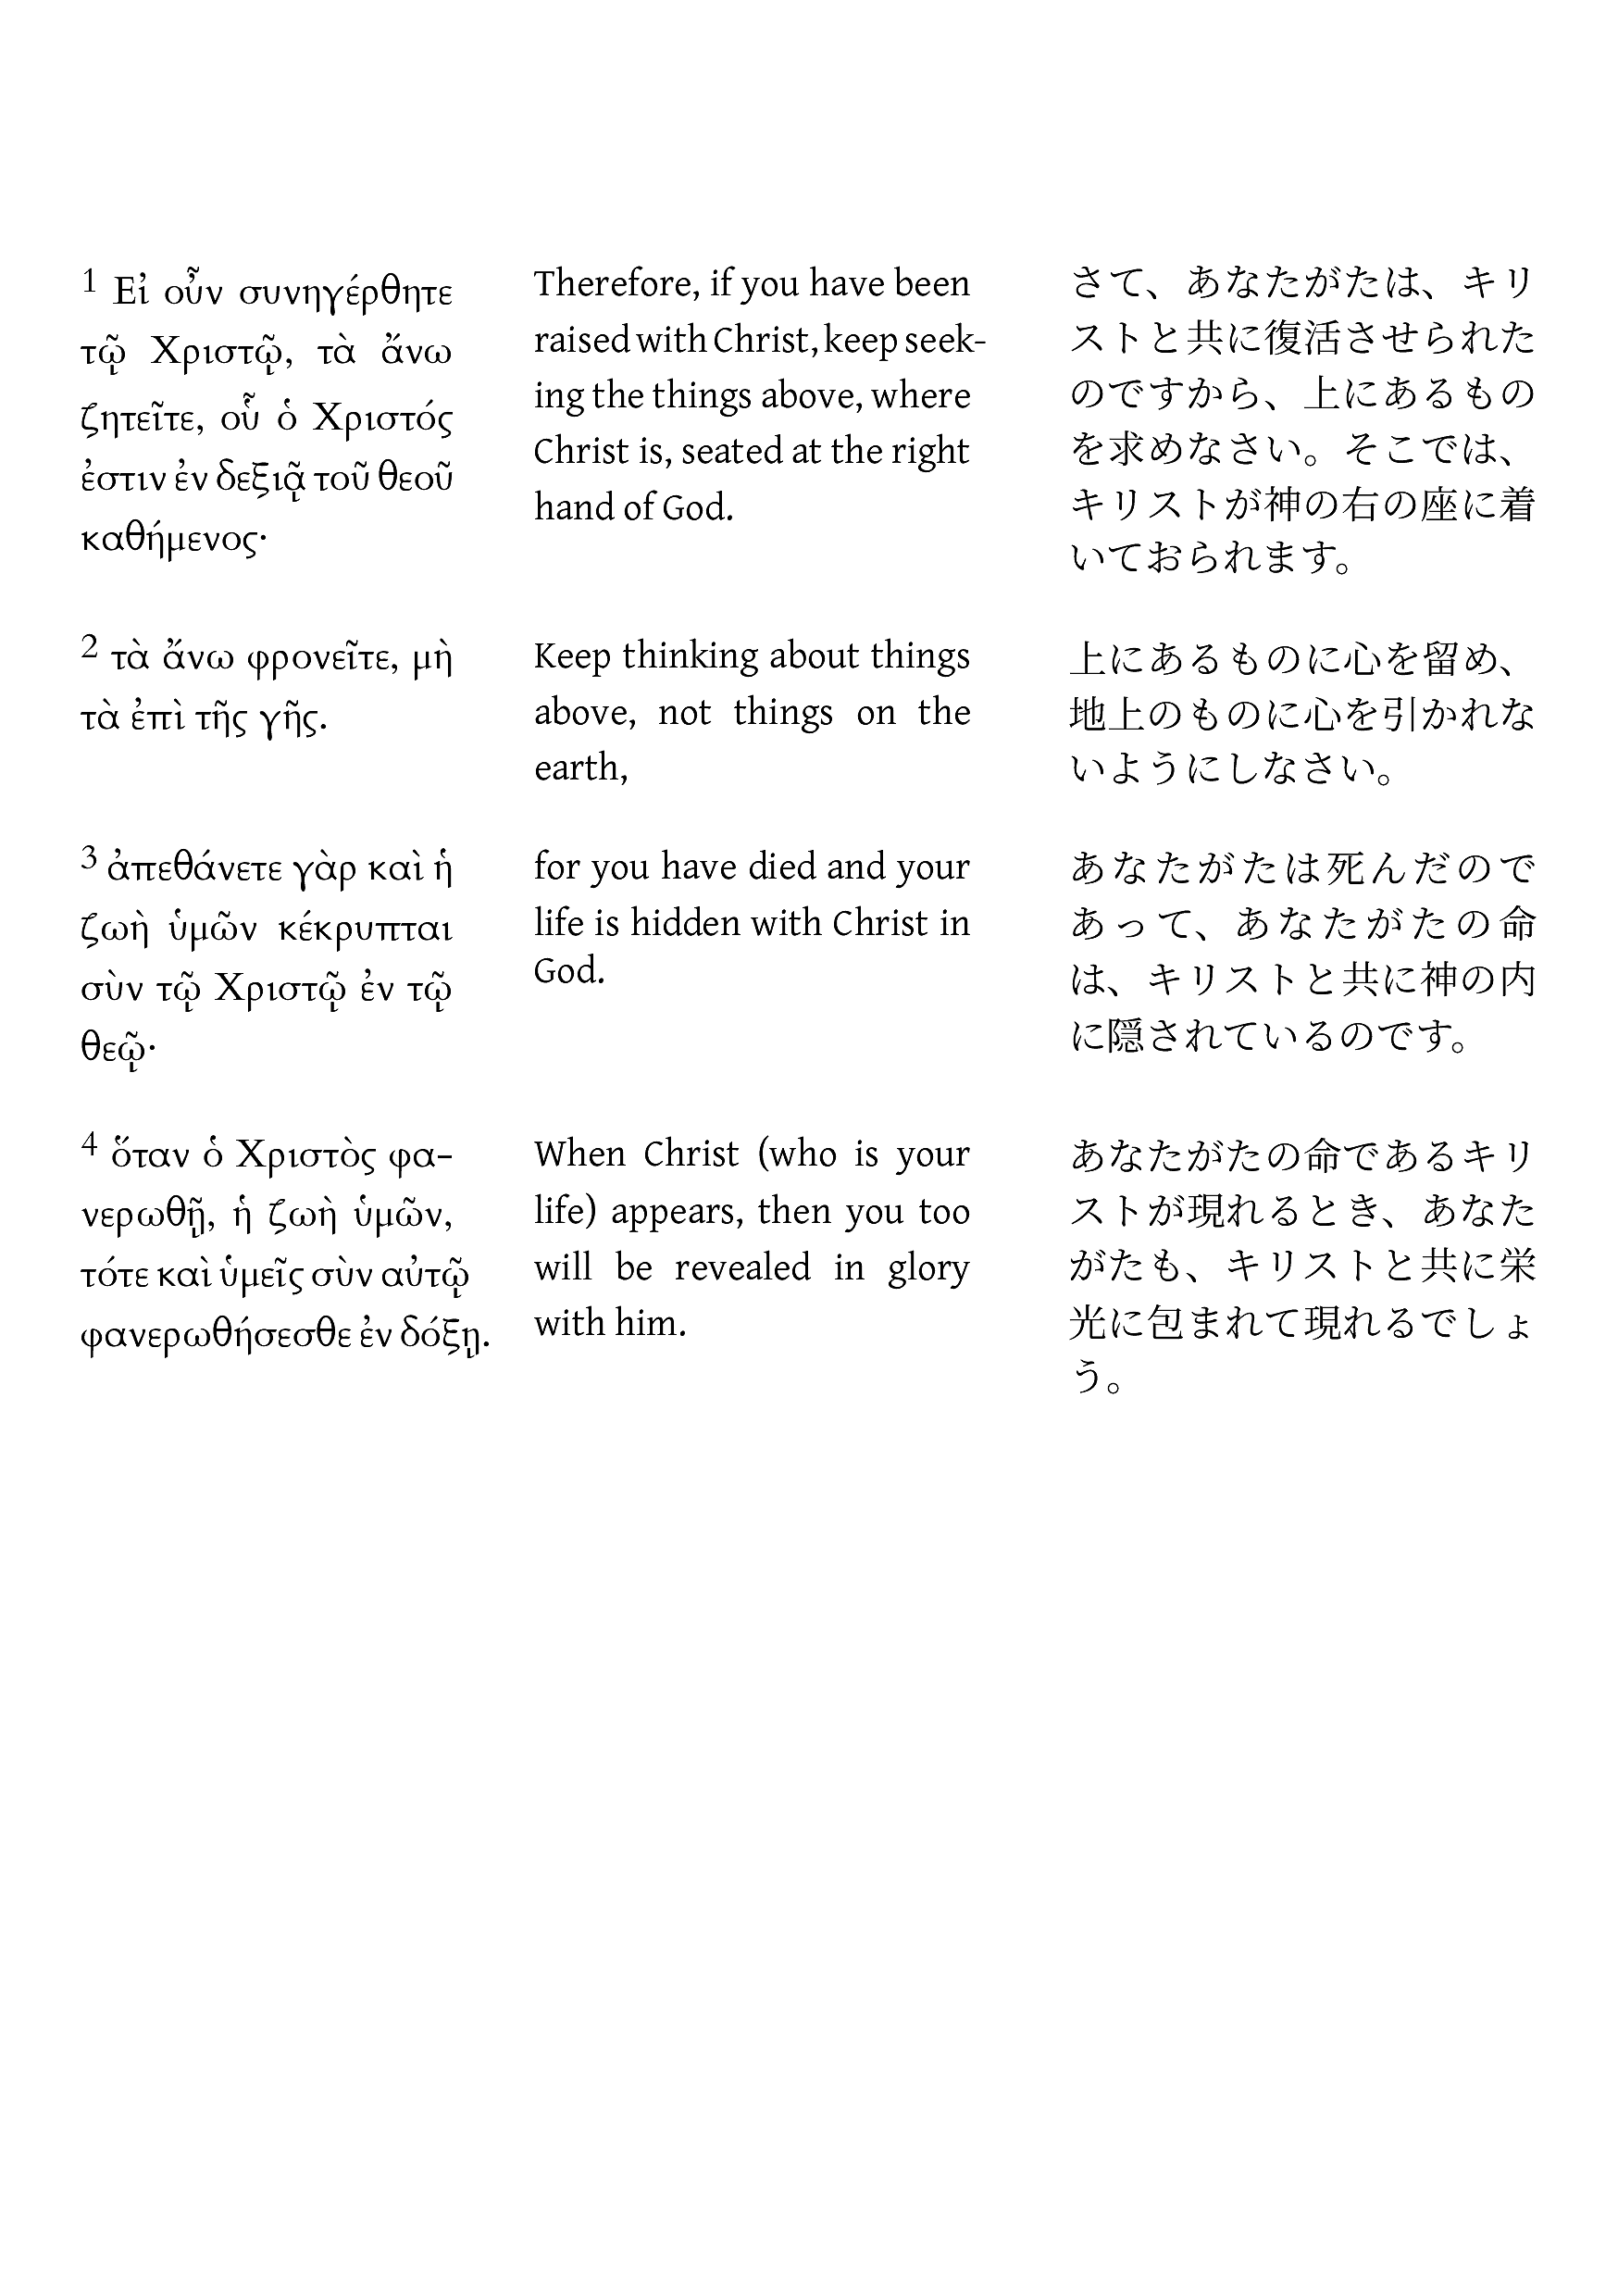 1 Εἰ οὖν συνηγέρθητε
τῷ Χριστῷ, τὰ ἄνω
ζητεῖτε, οὗ ὁ Χριστός
ἐστιν ἐν δεξιᾷ τοῦ θεοῦ
καθήμενος·
Therefore, if you have been
raised with Christ, keep seek-
ing the things above, where
Christ is, seated at the right
hand of God.
さて、あなたがたは、キリ
ストと共に復活させられた
のですから、上にあるもの
を求めなさい。そこでは、
キリストが神の右の座に着
いておられます。
2 τὰ ἄνω φρονεῖτε, μὴ
τὰ ἐπὶ τῆς γῆς.
Keep thinking about things
above, not things on the
earth,
上にあるものに心を留め、
地上のものに心を引かれな
いようにしなさい。
3 ἀπεθάνετε γὰρ καὶ ἡ
ζωὴ ὑμῶν κέκρυπται
σὺν τῷ Χριστῷ ἐν τῷ
θεῷ·
for you have died and your
life is hidden with Christ in
God.
あなたがたは死んだので
あって、あなたがたの命
は、キリストと共に神の内
に隠されているのです。
4 ὅταν ὁ Χριστὸς φα-
νερωθῇ, ἡ ζωὴ ὑμῶν,
τότε καὶ ὑμεῖς σὺν αὐτῷ
φανερωθήσεσθε ἐν δόξῃ.
When Christ (who is your
life) appears, then you too
will be revealed in glory
with him.
あなたがたの命であるキリ
ストが現れるとき、あなた
がたも、キリストと共に栄
光に包まれて現れるでしょ
う。